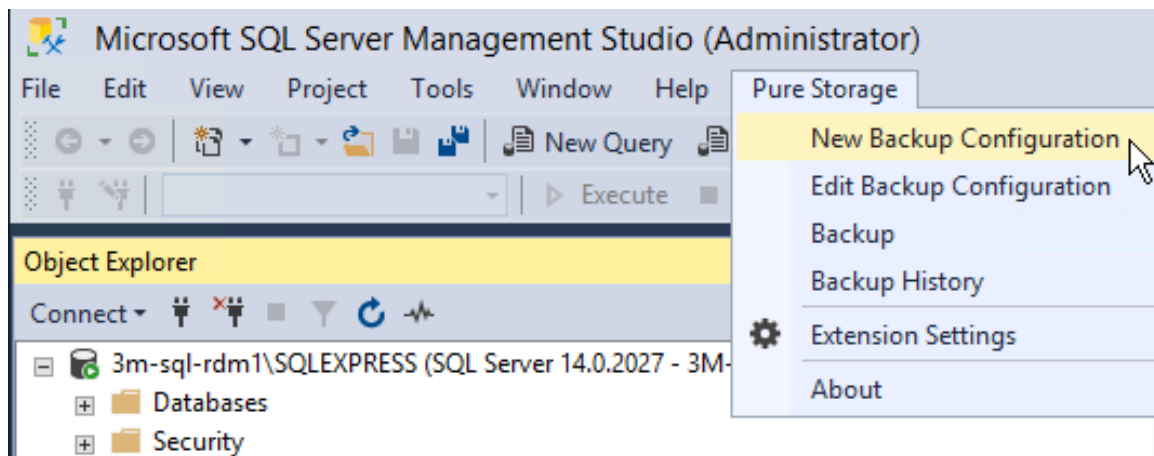 Microsoft SQL Server Management Studio (Administrator)
File Edit View Project Tools Window Help Pure Storage
New Query
Execute
New Backup Configuration
Edit Backup Configuration
Backup
Backup History
Extension Settings
About
Object Explorer
Connect
3m-sql-rdm1\SQLEXPRESS (SQL Server 14.0.2027 - 3M-
Databases
Security